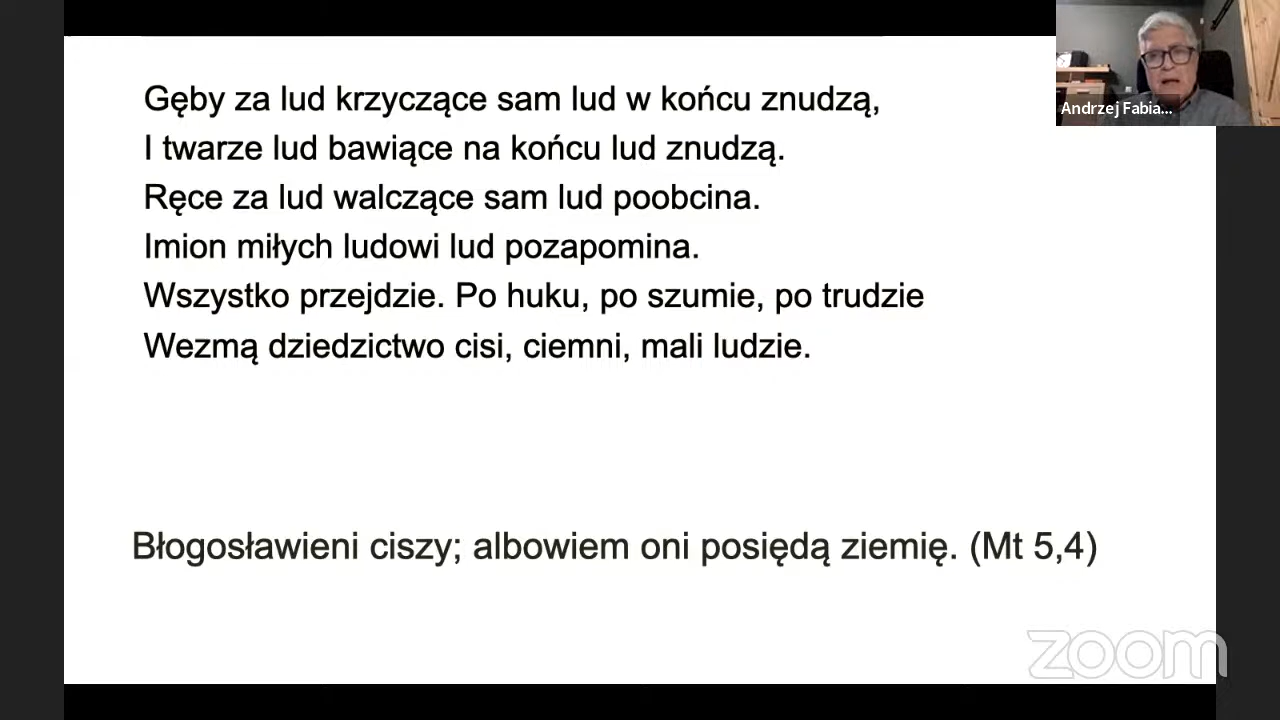 Gęby za lud krzyczące sam lud w końcu znudzą,
I twarze lud bawiące na końcu lud znudzą.
Ręce za lud walczące sam lud poobcina.
Imion miłych ludowi lud pozapomina.
Wszystko przejdzie. Po huku, po szumie, po trudzie
Wezmą dziedzictwo cisi, ciemni, mali ludzie.
Błogosławieni ciszy; albowiem oni posiędą ziemię. (Mt 5,4)
Andrzej Fabia...
zoom